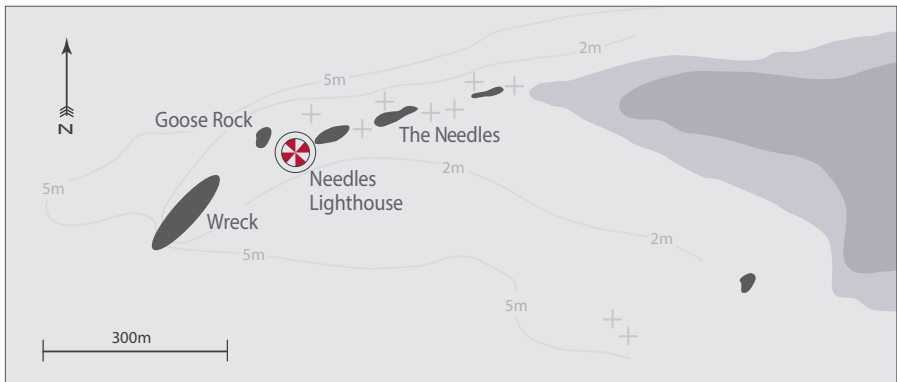 2m
5m
N
Goose Rock
The Needles
2m
Needles
Lighthouse
5m
Wreck
2m
5m
5m
300m